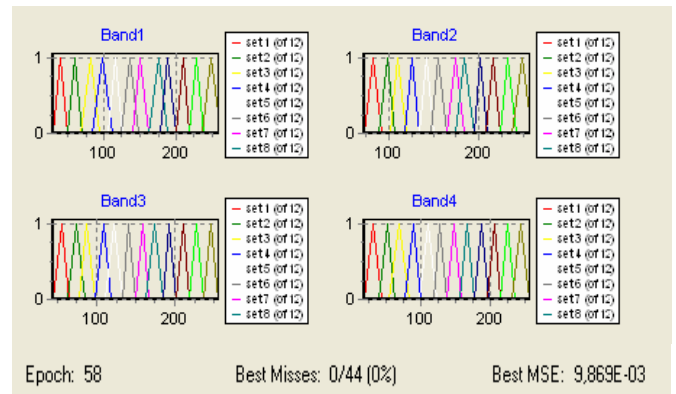 Band1
1
0
100 200
set1 (of 12)
set2 (of 12)
set3 (of 12)
set4 (of 12)
set5 (of 12)
set6 (of 12)
set7 (of 12)
set8 (of 12)
Band2
1
0
100 200
set1 (of 12)
set2 (of 12)
set3 (of 12)
set4 (of 12)
set5 (of 12)
set6 (of 12)
set7 (of 12)
set8 (of 12)
Band3
1
0
100 200
set1 (of 12)
set2 (of 12)
set3 (of 12)
set4 (of 12)
set5 (of 12)
set6 (of 12)
set7 (of 12)
set8 (of 12)
Band4
1
0
100 200
set1 (of 12)
set2 (of 12)
set3 (of 12)
set4 (of 12)
set5 (of 12)
set6 (of 12)
set7 (of 12)
set8 (of 12)
Epoch: 58 Best Misses: 0/44 (0%) Best MSE: 9,869E-03